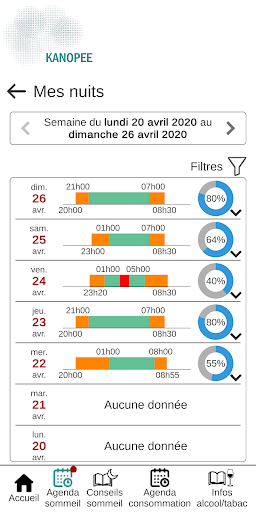 KANOPEE
Mes nuits
Semaine du lundi 20 avril 2020 au
dimanche 26 avril 2020
Filtres
dim. 26 avr.
21h00 07h00
20h00 08h30
80%
sam. 25 avr.
01h00 07h00
23h00 08h30
64%
ven. 24 avr.
01h00 05h00
23h20 08h30
40%
jeu. 23 avr.
21h00 07h00
20h00 08h30
80%
mer. 22 avr.
01h00 08h00
20h00 08h55
55%
mar. 21 avr.
Aucune donnée
lun. 20 avr.
Aucune donnée
Accueil
Agenda
sommeil
Conseils
sommeil
Agenda
consommation
Infos
alcool/tabac